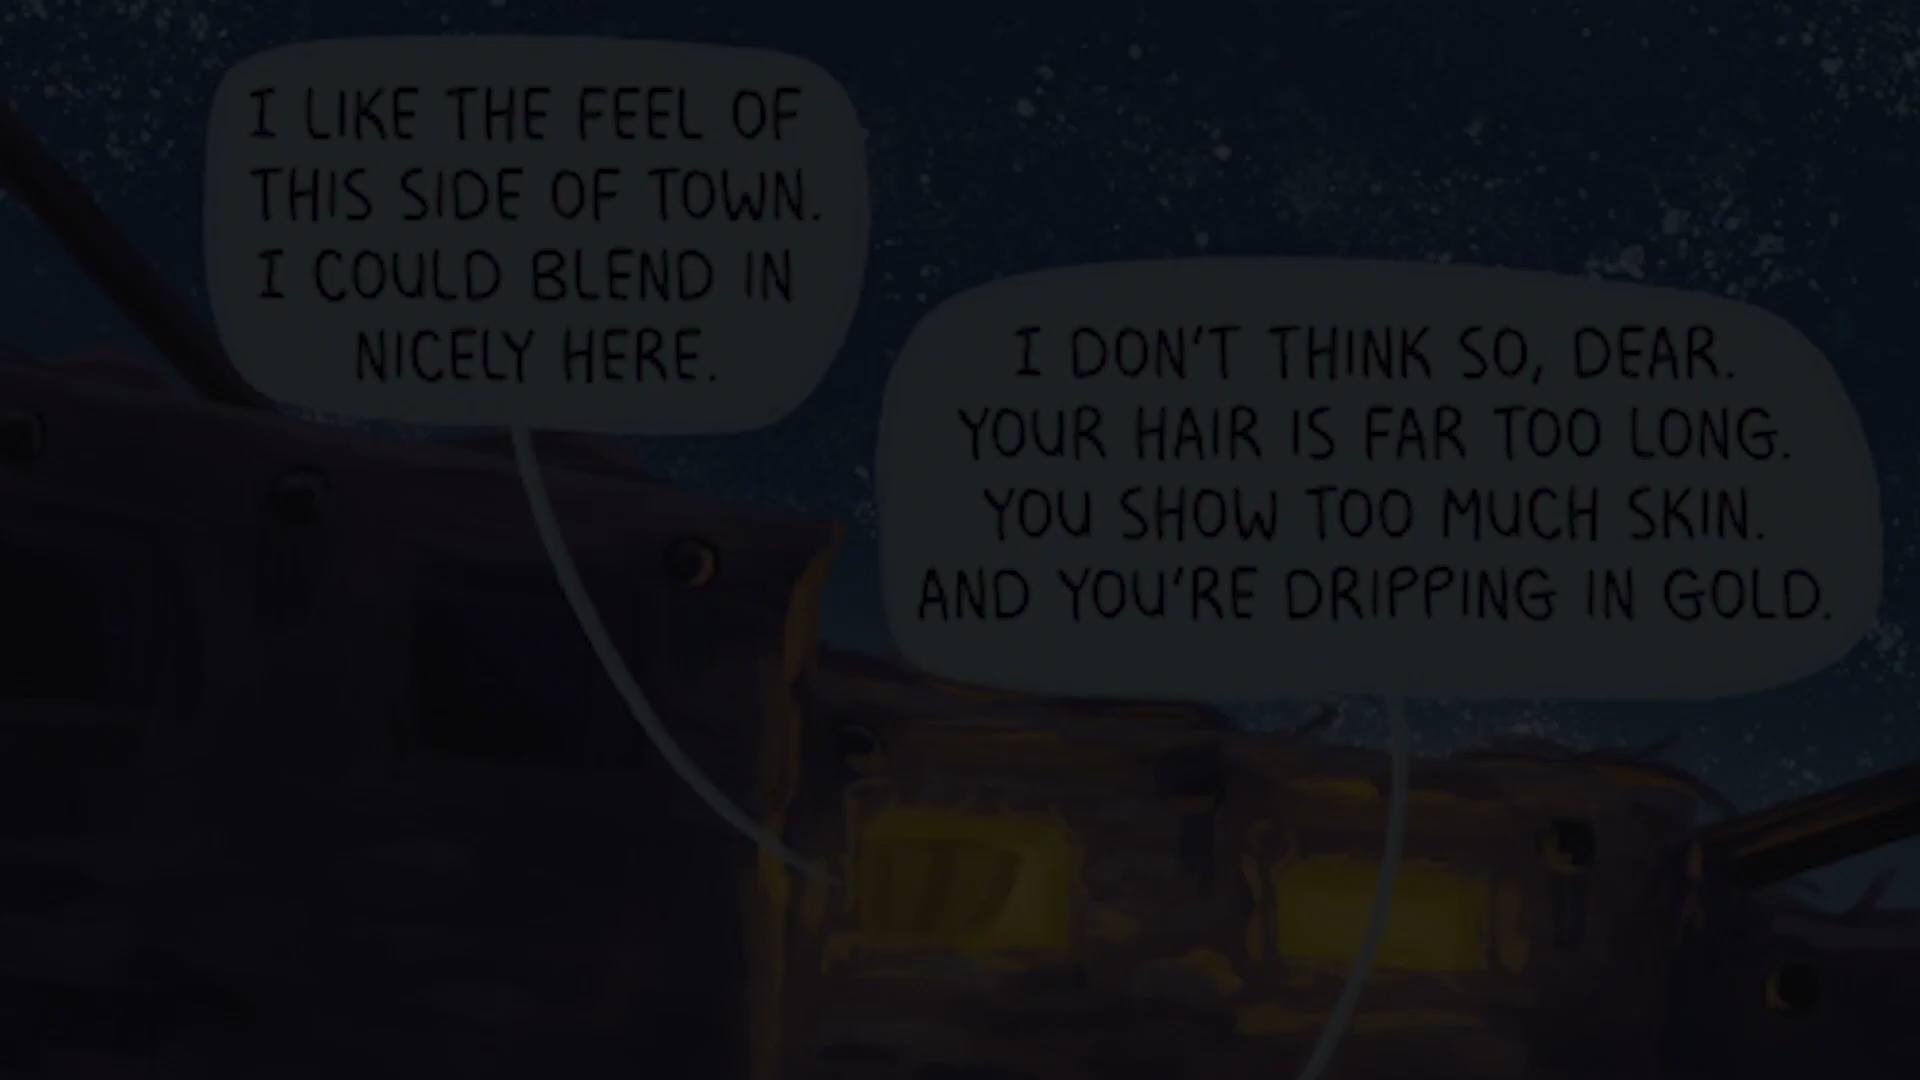 I LIKE THE FEEL OF
THIS SIDE OF TOWN.
I COULD BLEND IN
NICELY HERE.
I DON'T THINK SO, DEAR.
YOUR HAIR IS FAR TOO LONG.
YOU SHOW TOO MUCH SKIN.
AND YOU'RE DRIPPING IN GOLD.